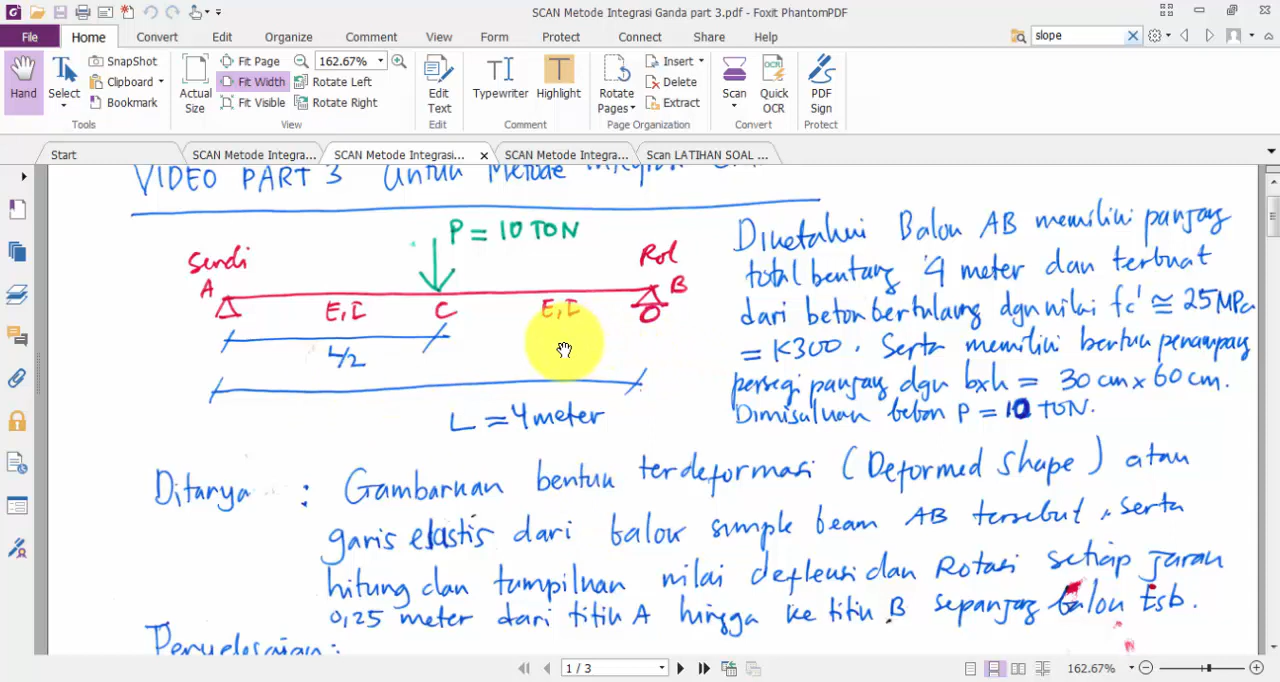 SCAN Metode Integrasi Ganda part 3.pdf - Foxit PhantomPDF
File Home Convert Edit Organize Comment View Form Protect Connect Share Help slope
Hand
Select
SnapShot
Clipboard
Bookmark
Tools
Actual Size
Fit Page
Fit Width
Fit Visible
162.67%
Rotate Left
Rotate Right
View
Edit Text
Edit
Typewriter
Highlight
Comment
Rotate Pages
Insert
Delete
Extract
Page Organization
Scan
Quick OCR
Convert
PDF Sign
Protect
Start SCAN Metode Integra... SCAN Metode Integrasi... SCAN Metode Integra... Scan LATIHAN SOAL ...
VIDEO PART 3 Untuk Metode
P = 10 TON
Sendi
Rol
A
B
E,I
C
E,I
L/2
L = 4 meter
Diketahui Balok AB memiliki panjang
total bentang 4 meter dan terbuat
dari beton bertulang dgn nilai fc' ≅ 25 MPa
= K300. Serta memiliki bentuk penampang
persegi panjang dgn bxh = 30 cm x 60 cm.
Dimisalkan beban P = 10 TON.
Ditanya : Gambarkan bentuk terdeformasi (Deformed Shape) atau
garis elastis dari balok simple beam AB tersebut, serta
hitung dan tampilkan nilai defleksi dan Rotasi setiap jarak
0,25 meter dari titik A hingga ke titik B sepanjang balok tsb.
Penyelesaian :
1 / 3
162.67%